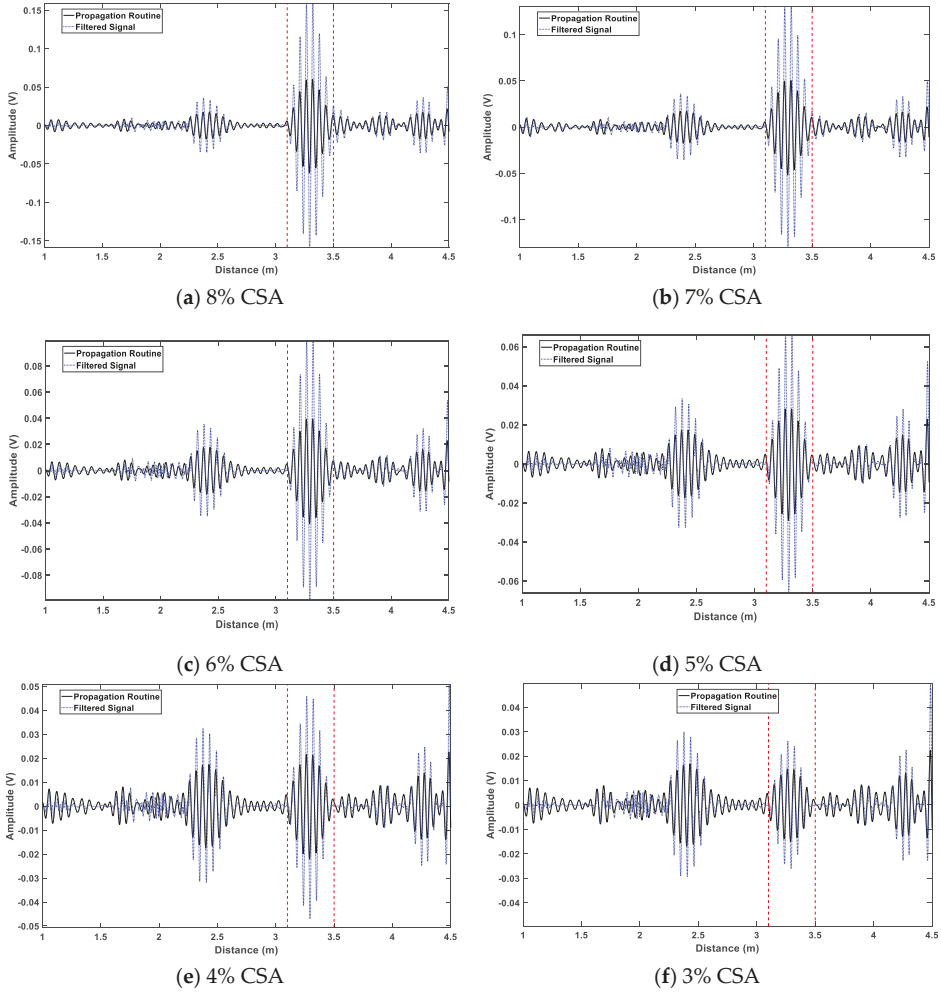 Propagation Routine
Filtered Signal
0.15
0.1
0.05
0
-0.05
-0.1
-0.15
Amplitude (V)
1 1.5 2 2.5 3 3.5 4 4.5
Distance (m)
(a) 8% CSA
Propagation Routine
Filtered Signal
0.1
0.05
0
-0.05
-0.1
Amplitude (V)
1 1.5 2 2.5 3 3.5 4 4.5
Distance (m)
(b) 7% CSA
Propagation Routine
Filtered Signal
0.08
0.06
0.04
0.02
0
-0.02
-0.04
-0.06
-0.08
Amplitude (V)
1 1.5 2 2.5 3 3.5 4 4.5
Distance (m)
(c) 6% CSA
Propagation Routine
Filtered Signal
0.06
0.04
0.02
0
-0.02
-0.04
-0.06
Amplitude (V)
1 1.5 2 2.5 3 3.5 4 4.5
Distance (m)
(d) 5% CSA
Propagation Routine
Filtered Signal
0.05
0.04
0.03
0.02
0.01
0
-0.01
-0.02
-0.03
-0.04
-0.05
Amplitude (V)
1 1.5 2 2.5 3 3.5 4 4.5
Distance (m)
(e) 4% CSA
Propagation Routine
Filtered Signal
0.04
0.03
0.02
0.01
0
-0.01
-0.02
-0.03
-0.04
Amplitude (V)
1 1.5 2 2.5 3 3.5 4 4.5
Distance (m)
(f) 3% CSA